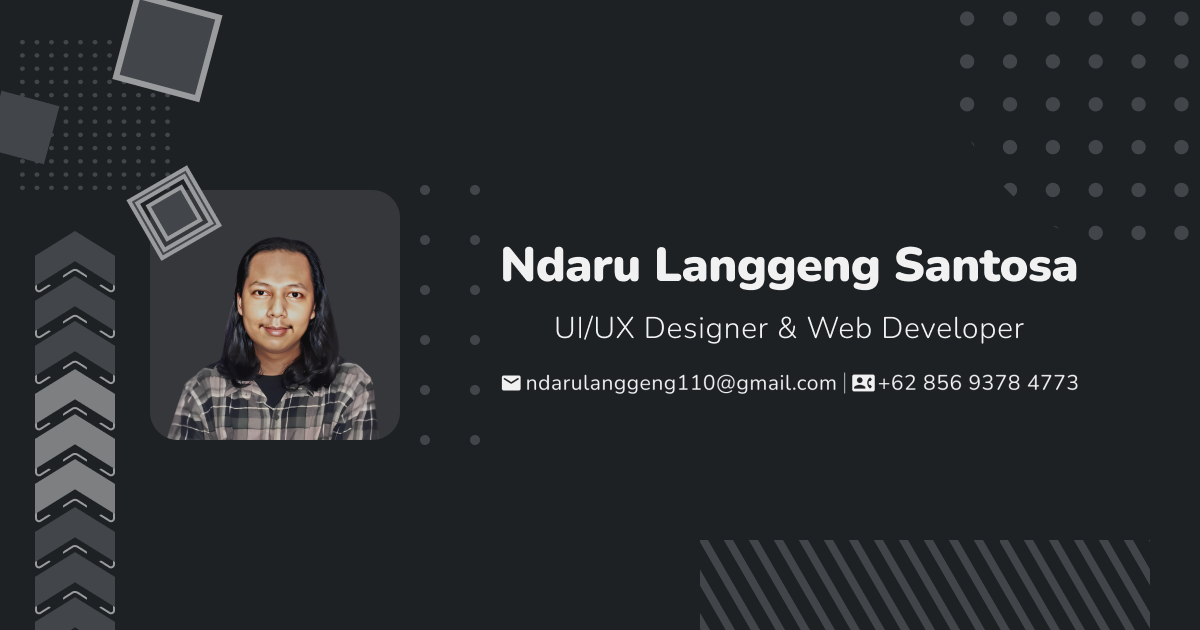 Ndaru Langgeng Santosa
UI/UX Designer & Web Developer
ndarulanggeng110@gmail.com | +62 856 9378 4773